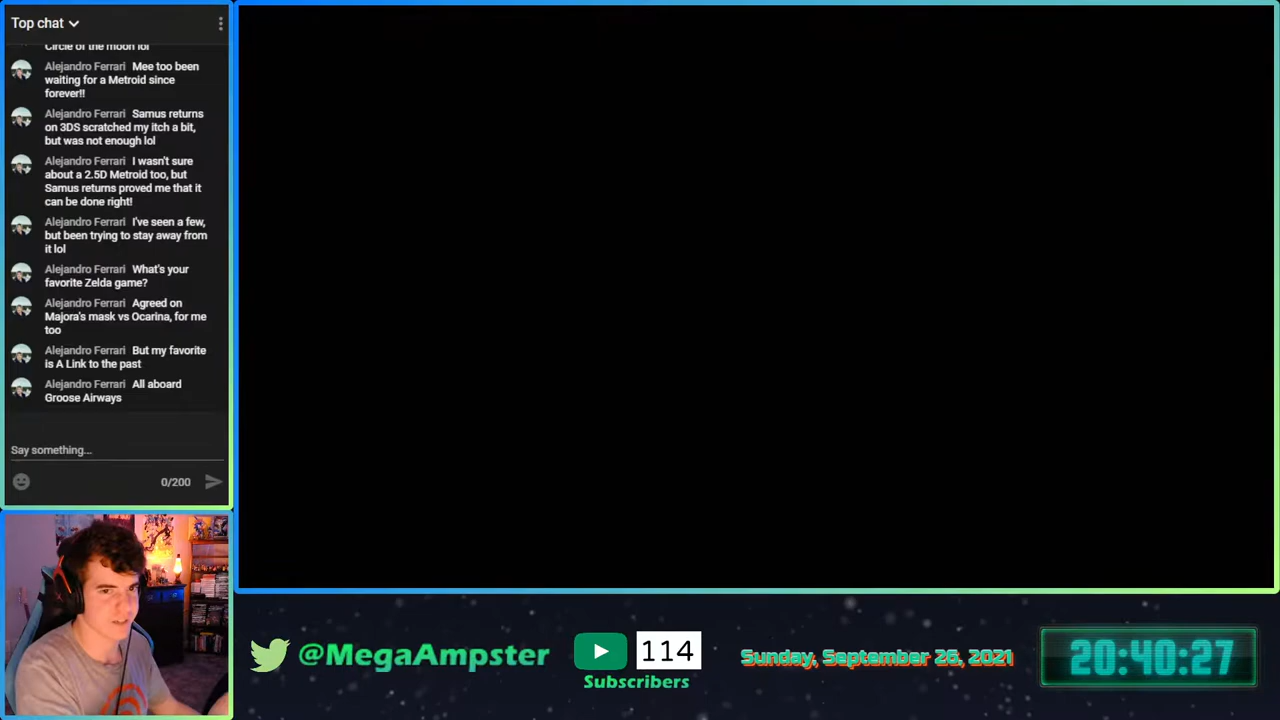 Top chat
Circle of the moon lol
Alejandro Ferrari Mee too been
waiting for a Metroid since
forever!!
Alejandro Ferrari Samus returns
on 3DS scratched my itch a bit,
but was not enough lol
Alejandro Ferrari I wasn't sure
about a 2.5D Metroid too, but
Samus returns proved me that it
can be done right!
Alejandro Ferrari I've seen a few,
but been trying to stay away from
it lol
Alejandro Ferrari What's your
favorite Zelda game?
Alejandro Ferrari Agreed on
Majora's mask vs Ocarina, for me
too
Alejandro Ferrari But my favorite
is A Link to the past
Alejandro Ferrari All aboard
Groose Airways
Say something...
0/200
@MegaAmpster
114
Subscribers
Sunday, September 26, 2021
20:40:27